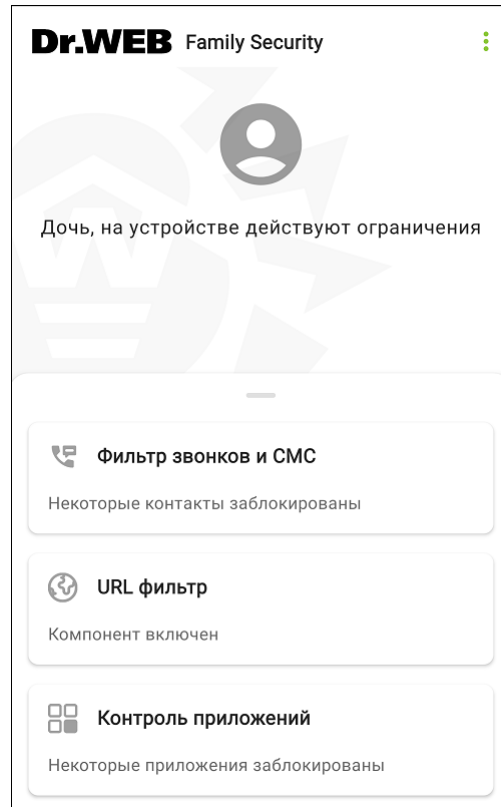 Dr.WEB Family Security
Дочь, на устройстве действуют ограничения
Фильтр звонков и СМС
Некоторые контакты заблокированы
URL фильтр
Компонент включен
Контроль приложений
Некоторые приложения заблокированы